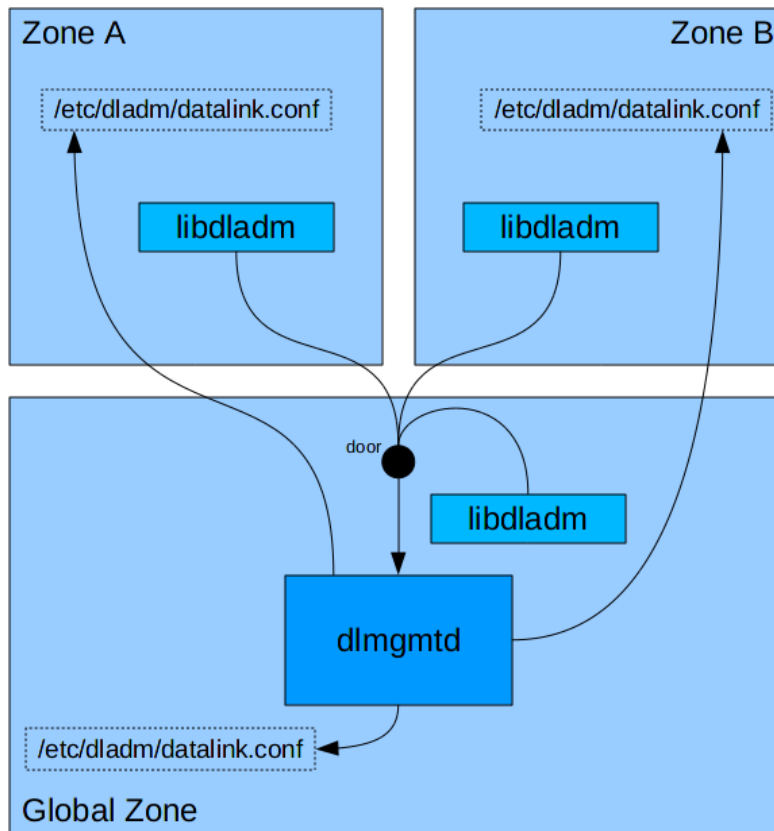 Zone A
Zone B
/etc/dladm/datalink.conf
/etc/dladm/datalink.conf
libdladm
libdladm
door
libdladm
dlmgmtd
/etc/dladm/datalink.conf
Global Zone